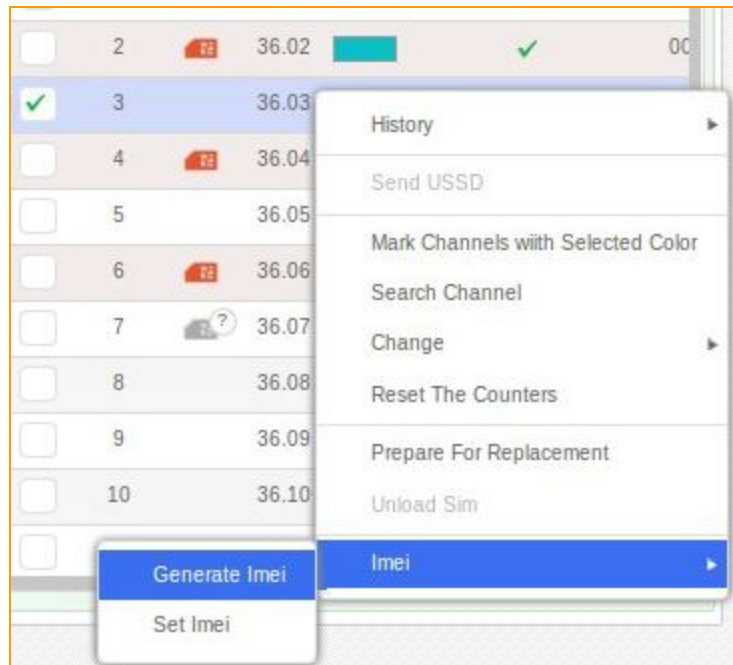 2 36.02 00
3 36.03
History
4 36.04
Send USSD
5 36.05
Mark Channels wiith Selected Color
6 36.06
Search Channel
7 ? 36.07
Change
8 36.08
Reset The Counters
9 36.09
Prepare For Replacement
10 36.10
Unload Sim
Imei
Generate Imei
Set Imei